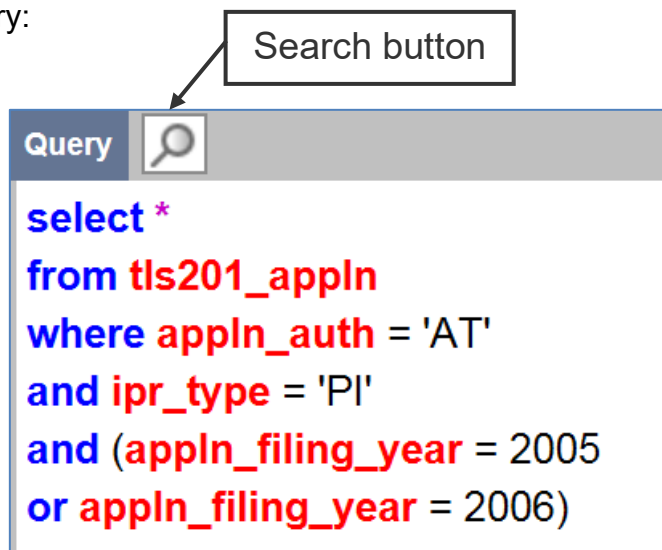 ry:
Search button
Query
select *
from tls201_appln
where appln_auth = 'AT'
and ipr_type = 'PI'
and (appln_filing_year = 2005
or appln_filing_year = 2006)